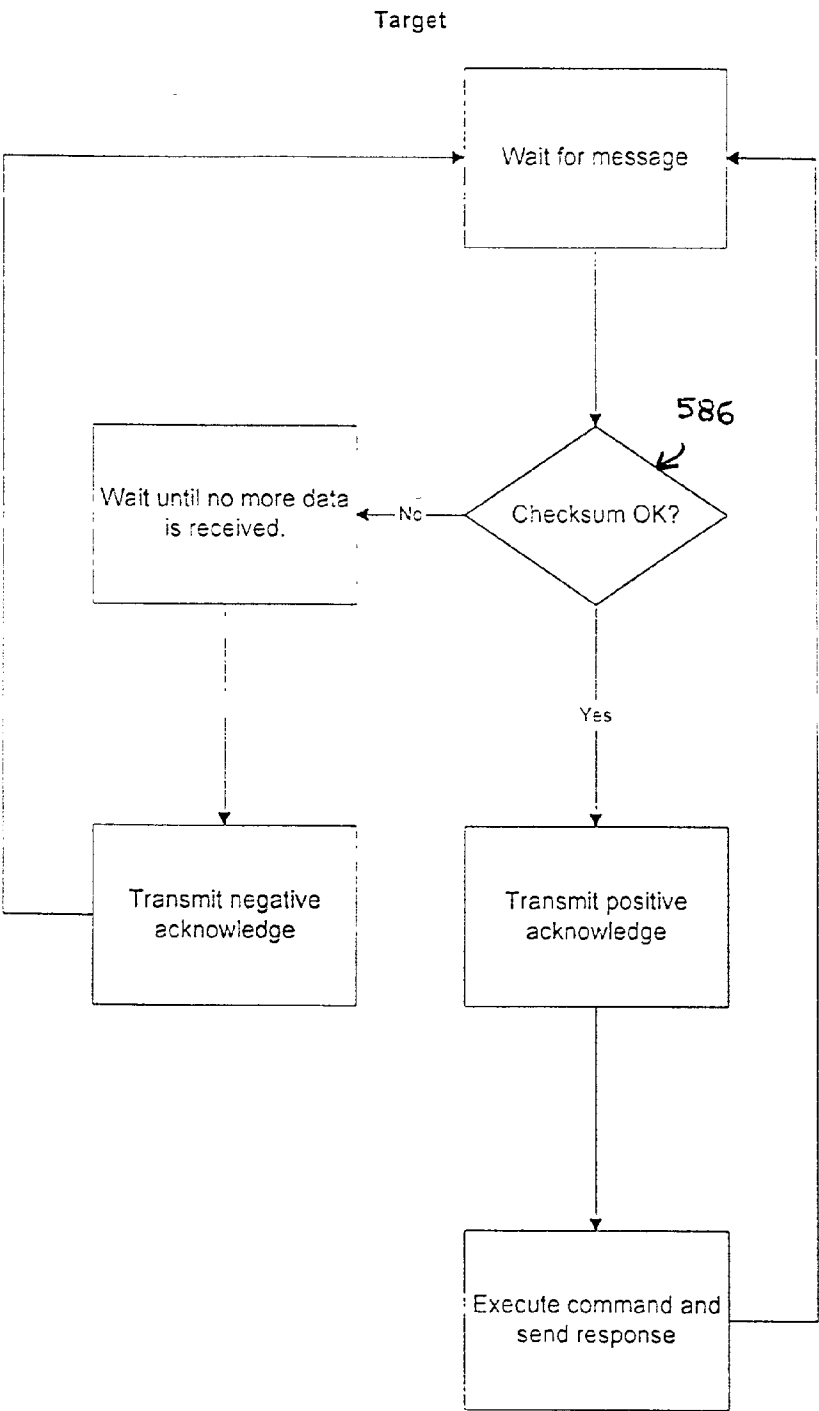 Target
Wait for message
586
Checksum OK?
No
Wait until no more data
is received.
Yes
Transmit negative
acknowledge
Transmit positive
acknowledge
Execute command and
send response